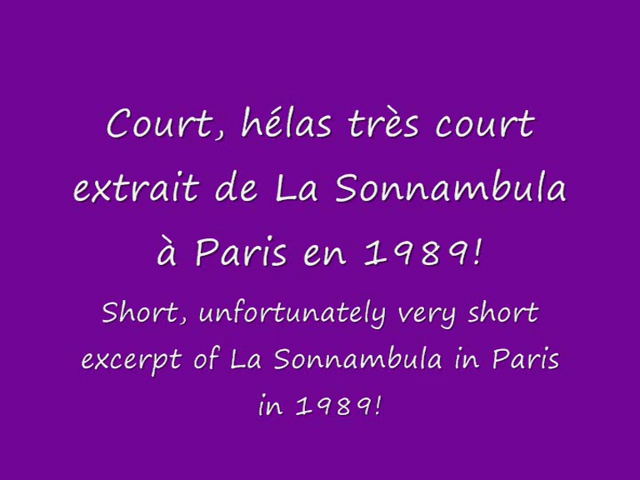 Court, hélas très court
extrait de La Sonnambula
à Paris en 1989!
Short, unfortunately very short
excerpt of La Sonnambula in Paris
in 1989!